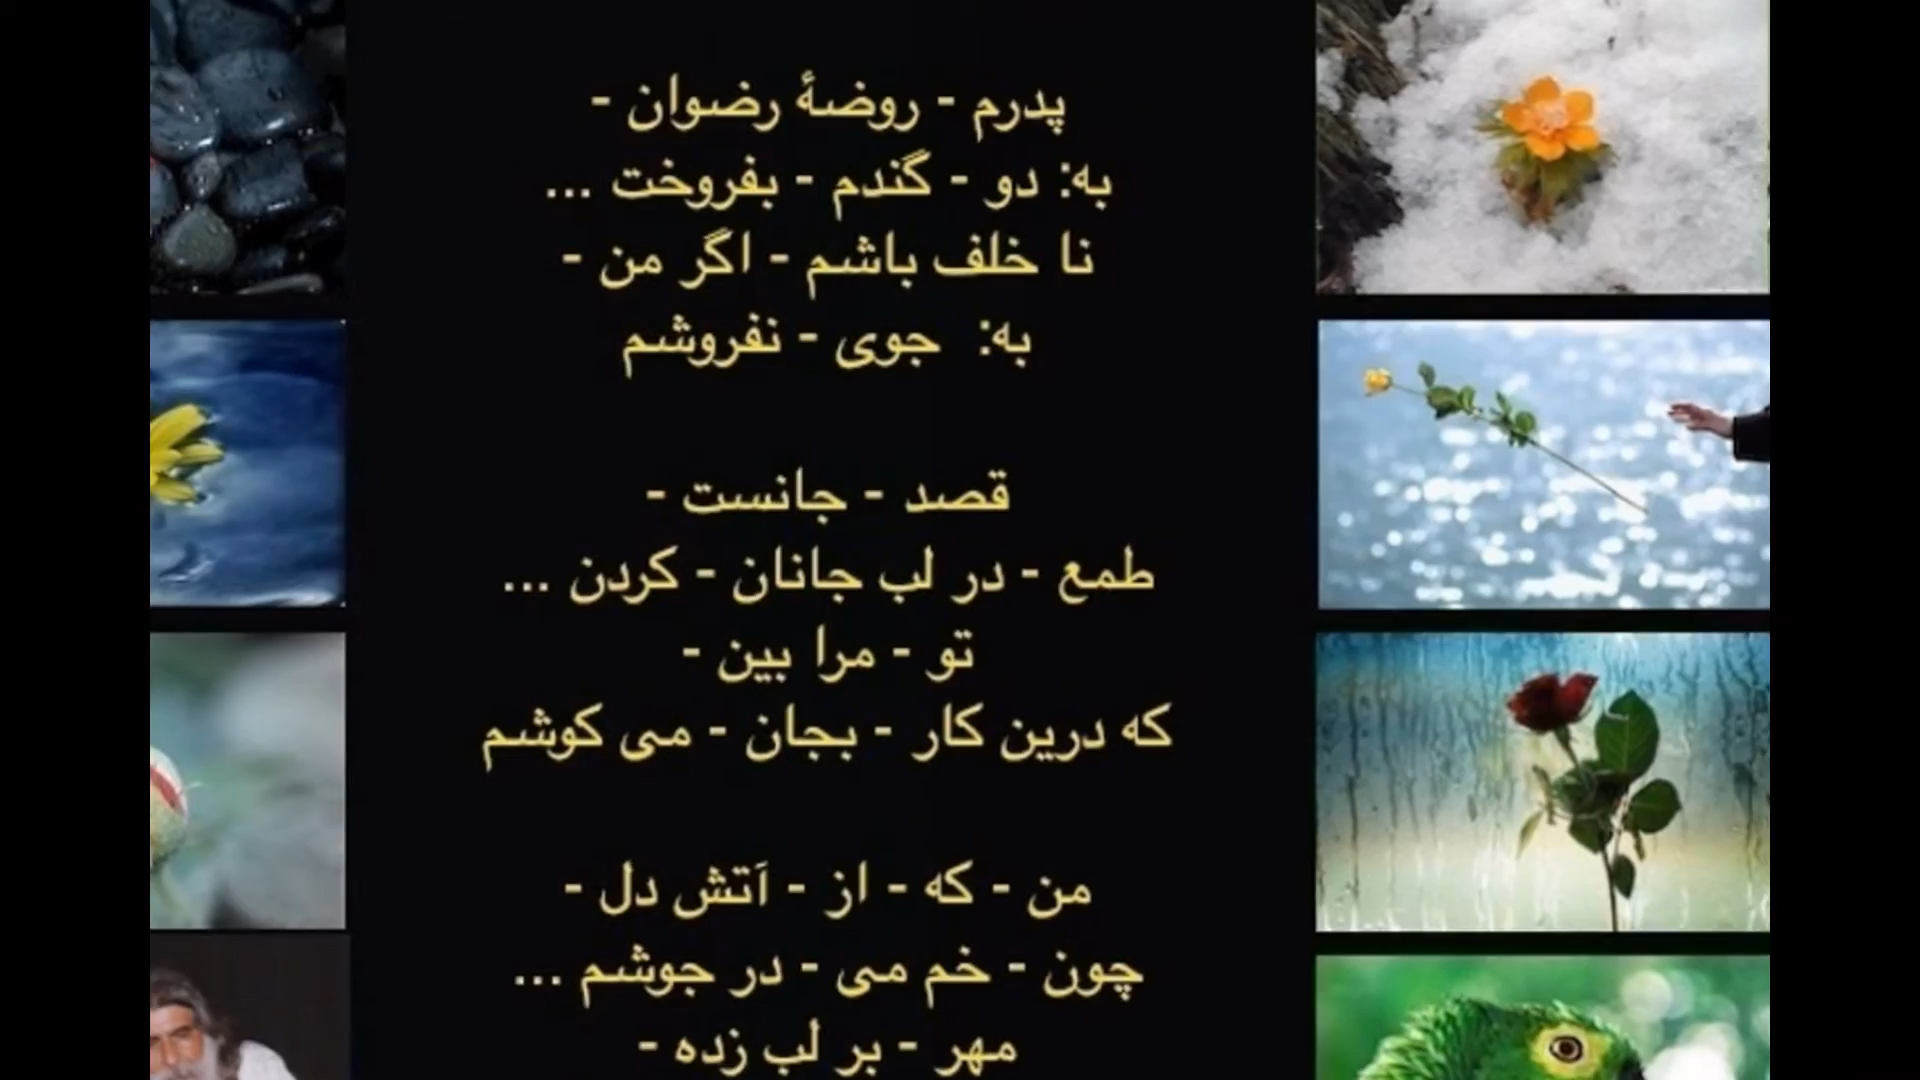 پدرم - روضهٔ رضوان -
به: دو - گندم - بفروخت ...
نا خلف باشم - اگر من -
به: جوی - نفروشم
قصد - جانست -
طمع - در لب جانان - کردن ...
تو - مرا بین -
که درین کار - بجان - می کوشم
من - که - از - آتش دل -
چون - خم می - در جوشم ...
مهر - بر لب زده -